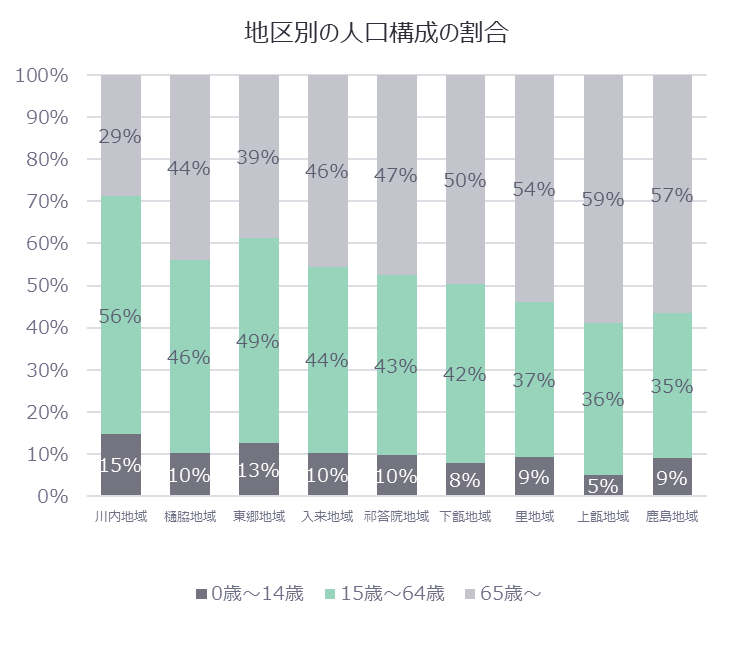 地区別の人口構成の割合
100%
90%
80%
70%
60%
50%
40%
30%
20%
10%
0%
29% 44% 39% 46% 47% 50% 54% 59% 57%
56% 46% 49% 44% 43% 42% 37% 36% 35%
15% 10% 13% 10% 10% 8% 9% 5% 9%
川内地域 樋脇地域 東郷地域 入来地域 祁答院地域 下甑地域 里地域 上甑地域 鹿島地域
0歳～14歳 15歳～64歳 65歳～